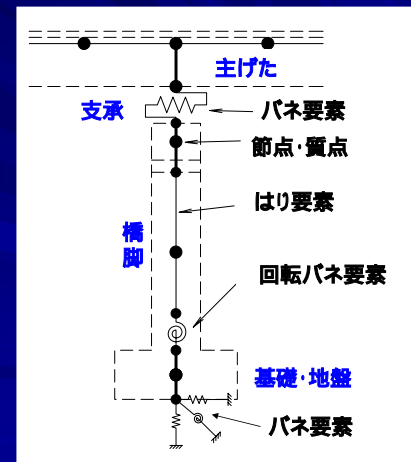 主げた
支承
バネ要素
節点・質点
はり要素
橋
脚
回転バネ要素
基礎・地盤
バネ要素